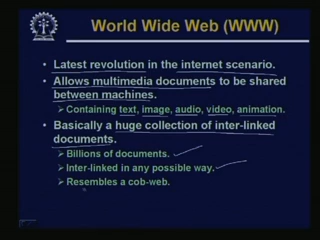 World Wide Web (WWW)
• Latest revolution in the internet scenario.
• Allows multimedia documents to be shared
between machines.
➢ Containing text, image, audio, video, animation.
• Basically a huge collection of inter-linked
documents.
➢ Billions of documents.
➢ Inter-linked in any possible way.
➢ Resembles a cob-web.